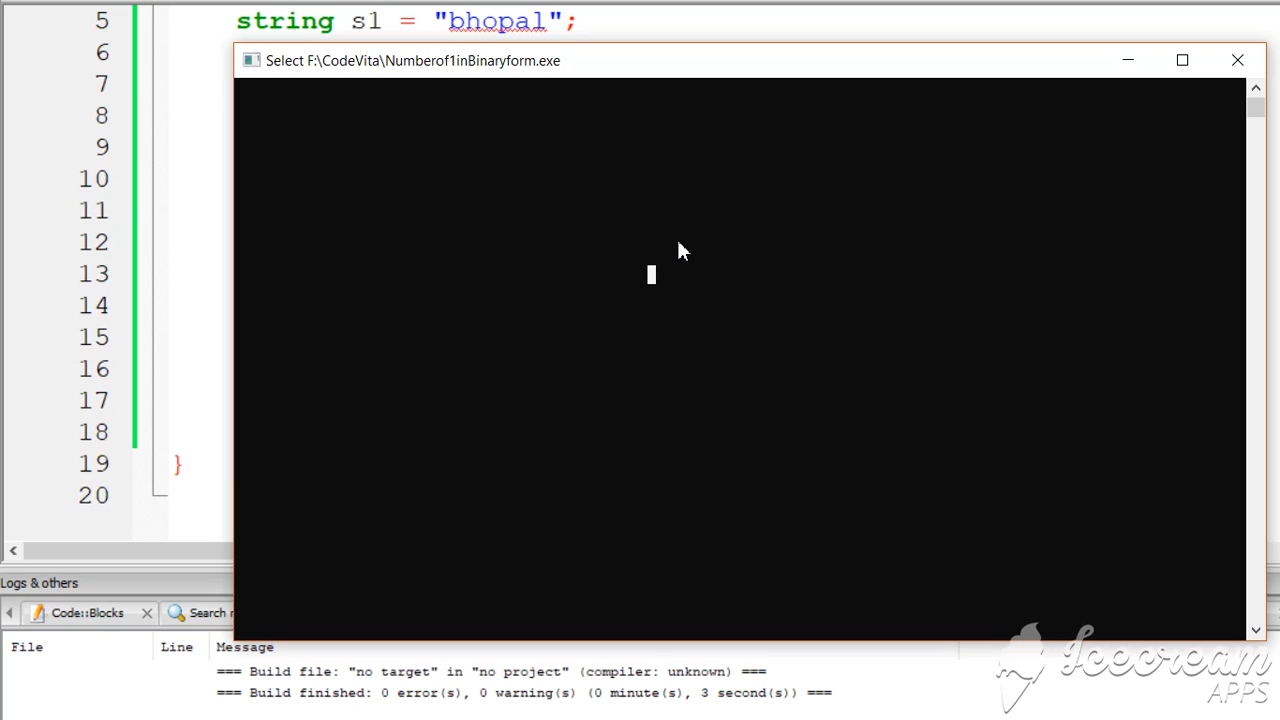 5 string s1 = "bhopal";
Select F:\CodeVita\Numberof1inBinaryform.exe
6
7
8
9
10
11
12
13
14
15
16
17
18
19 }
20
Logs & others
Code::Blocks
Search r
File Line Message
=== Build file: "no target" in "no project" (compiler: unknown) ===
=== Build finished: 0 error(s), 0 warning(s) (0 minute(s), 3 second(s)) ===
Icecream
APPS